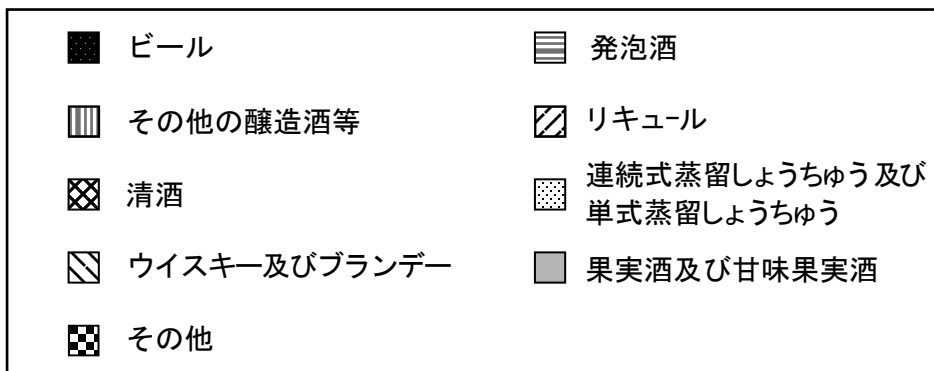 ビール
発泡酒
その他の醸造酒等
リキュール
清酒
連続式蒸留しょうちゅう及び
単式蒸留しょうちゅう
ウイスキー及びブランデー
果実酒及び甘味果実酒
その他